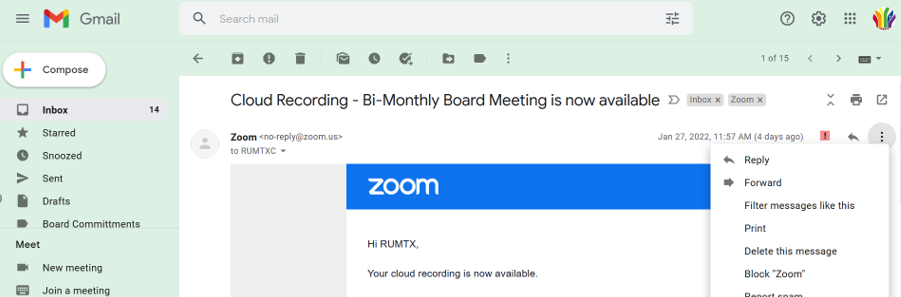 Gmail
Search mail
Compose
1 of 15
Inbox 14
Starred
Snoozed
Sent
Drafts
Board Committments
Meet
New meeting
Join a meeting
Cloud Recording - Bi-Monthly Board Meeting is now available
Inbox x
Zoom x
Zoom <no-reply@zoom.us>
to RUMTXC
Jan 27, 2022, 11:57 AM (4 days ago)
zoom
Hi RUMTX,
Your cloud recording is now available.
Reply
Forward
Filter messages like this
Print
Delete this message
Block "Zoom"
Report spam